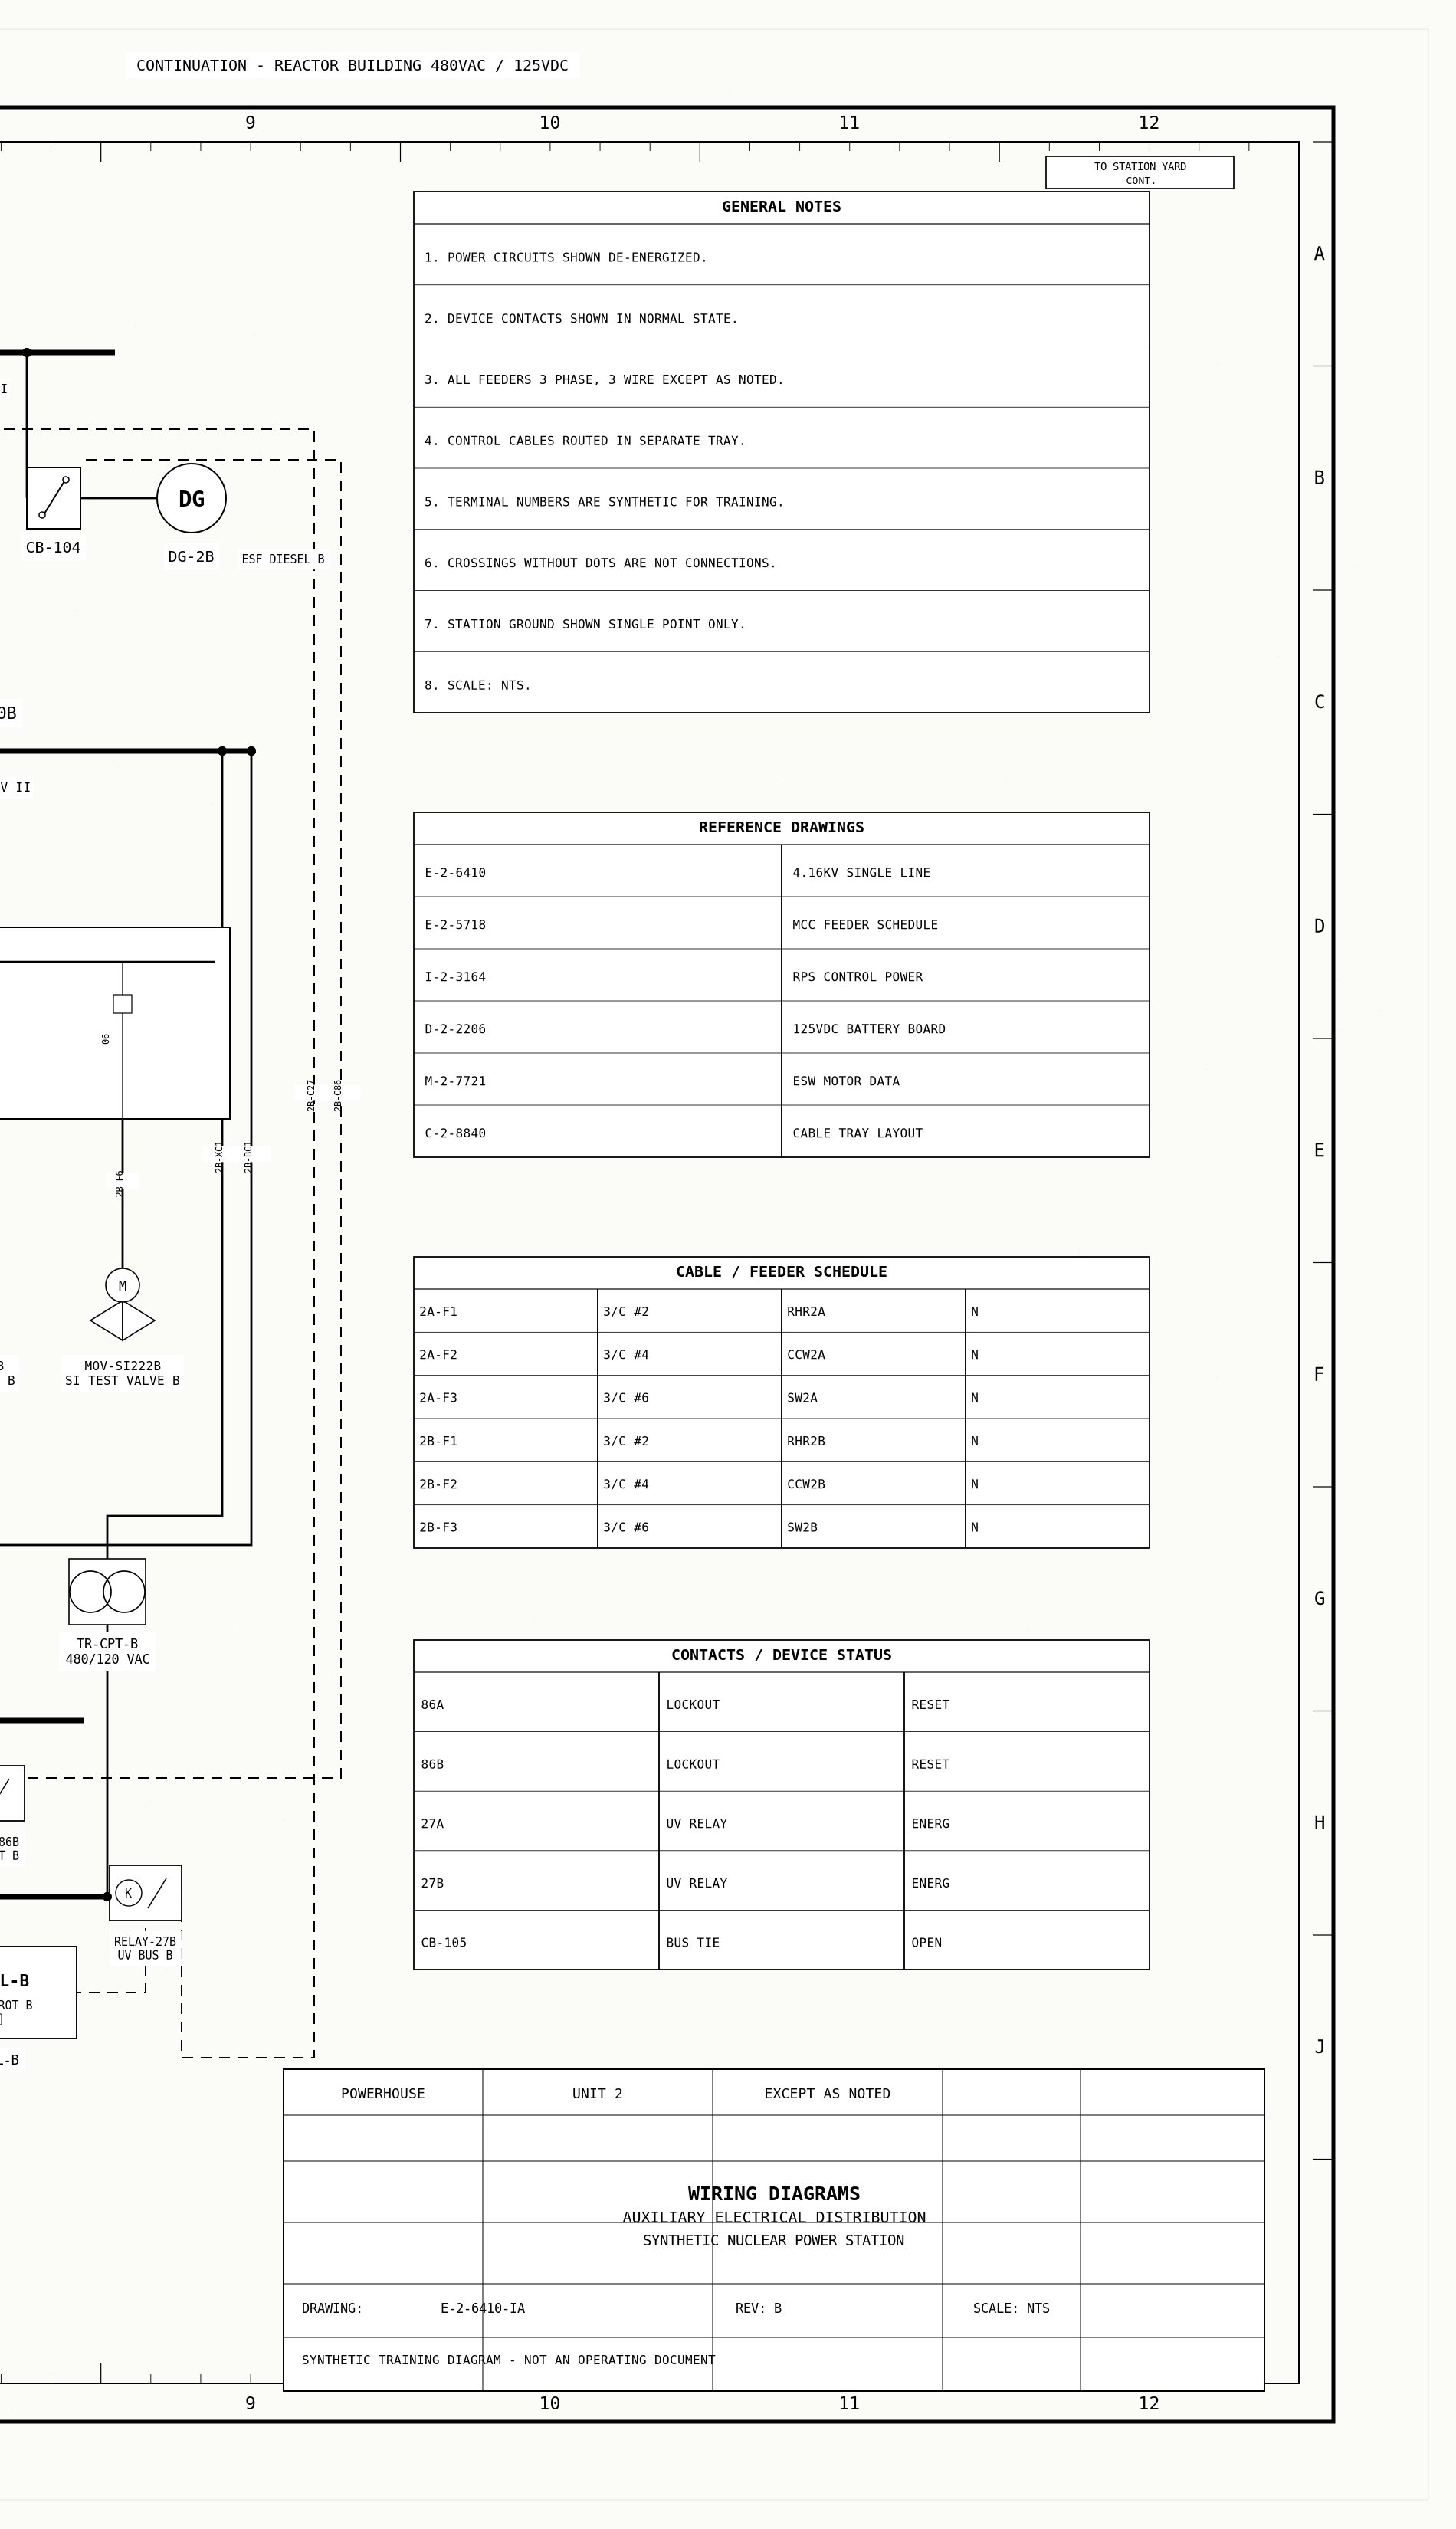 CONTINUATION - REACTOR BUILDING 480VAC / 125VDC
9 10 11 12
TO STATION YARD
CONT.
GENERAL NOTES
1. POWER CIRCUITS SHOWN DE-ENERGIZED.
2. DEVICE CONTACTS SHOWN IN NORMAL STATE.
3. ALL FEEDERS 3 PHASE, 3 WIRE EXCEPT AS NOTED.
4. CONTROL CABLES ROUTED IN SEPARATE TRAY.
5. TERMINAL NUMBERS ARE SYNTHETIC FOR TRAINING.
6. CROSSINGS WITHOUT DOTS ARE NOT CONNECTIONS.
7. STATION GROUND SHOWN SINGLE POINT ONLY.
8. SCALE: NTS.
A
B
C
D
E
F
G
H
J
I
DG
CB-104
DG-2B
ESF DIESEL B
0B
V II
06
2B-C27
2B-C86
2B-XC1
2B-BC1
2B-F6
M
B
MOV-SI222B
B
SI TEST VALVE B
TR-CPT-B
480/120 VAC
86B
T B
K
RELAY-27B
UV BUS B
L-B
ROT B
]
L-B
REFERENCE DRAWINGS
E-2-6410 4.16KV SINGLE LINE
E-2-5718 MCC FEEDER SCHEDULE
I-2-3164 RPS CONTROL POWER
D-2-2206 125VDC BATTERY BOARD
M-2-7721 ESW MOTOR DATA
C-2-8840 CABLE TRAY LAYOUT
CABLE / FEEDER SCHEDULE
2A-F1 3/C #2 RHR2A N
2A-F2 3/C #4 CCW2A N
2A-F3 3/C #6 SW2A N
2B-F1 3/C #2 RHR2B N
2B-F2 3/C #4 CCW2B N
2B-F3 3/C #6 SW2B N
CONTACTS / DEVICE STATUS
86A LOCKOUT RESET
86B LOCKOUT RESET
27A UV RELAY ENERG
27B UV RELAY ENERG
CB-105 BUS TIE OPEN
POWERHOUSE UNIT 2 EXCEPT AS NOTED
WIRING DIAGRAMS
AUXILIARY ELECTRICAL DISTRIBUTION
SYNTHETIC NUCLEAR POWER STATION
DRAWING: E-2-6410-IA REV: B SCALE: NTS
SYNTHETIC TRAINING DIAGRAM - NOT AN OPERATING DOCUMENT
9 10 11 12